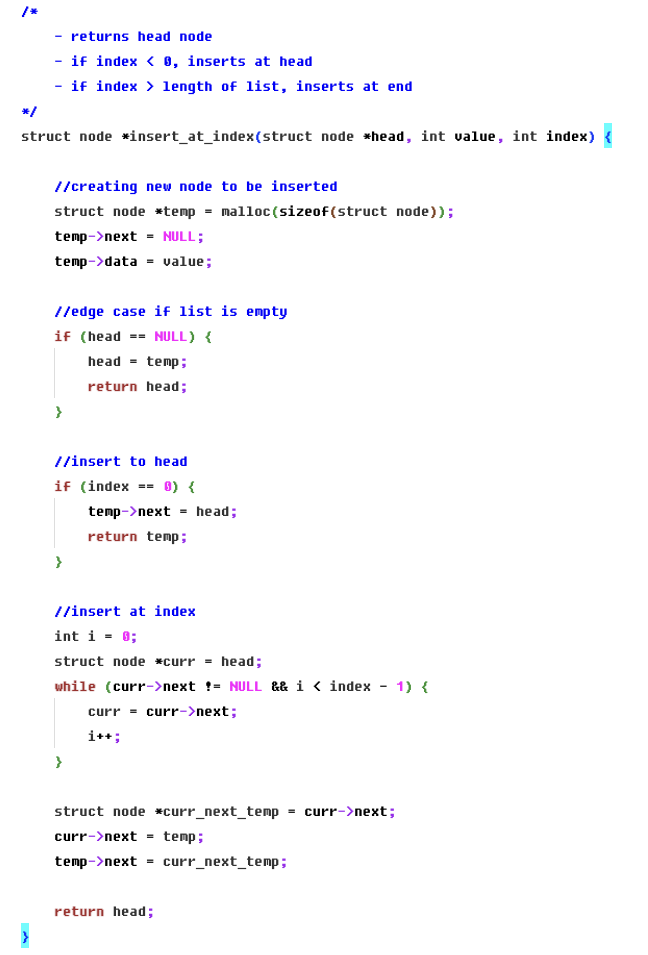 /*
    - returns head node
    - if index < 0, inserts at head
    - if index > length of list, inserts at end
*/
struct node *insert_at_index(struct node *head, int value, int index) {
    //creating new node to be inserted
    struct node *temp = malloc(sizeof(struct node));
    temp->next = NULL;
    temp->data = value;
    //edge case if list is empty
    if (head == NULL) {
        head = temp;
        return head;
    }
    //insert to head
    if (index == 0) {
        temp->next = head;
        return temp;
    }
    //insert at index
    int i = 0;
    struct node *curr = head;
    while (curr->next != NULL && i < index - 1) {
        curr = curr->next;
        i++;
    }
    struct node *curr_next_temp = curr->next;
    curr->next = temp;
    temp->next = curr_next_temp;
    return head;
}